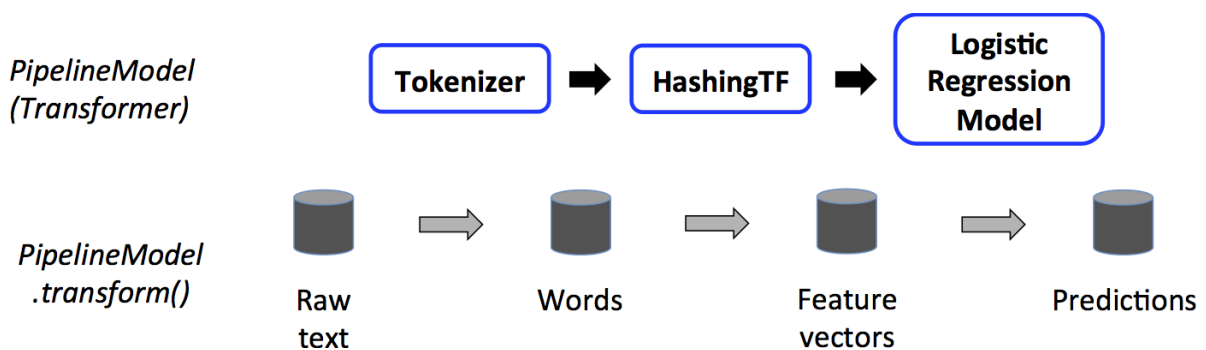 PipelineModel
(Transformer)
Tokenizer
HashingTF
Logistic
Regression
Model
PipelineModel
.transform()
Raw
text
Words
Feature
vectors
Predictions